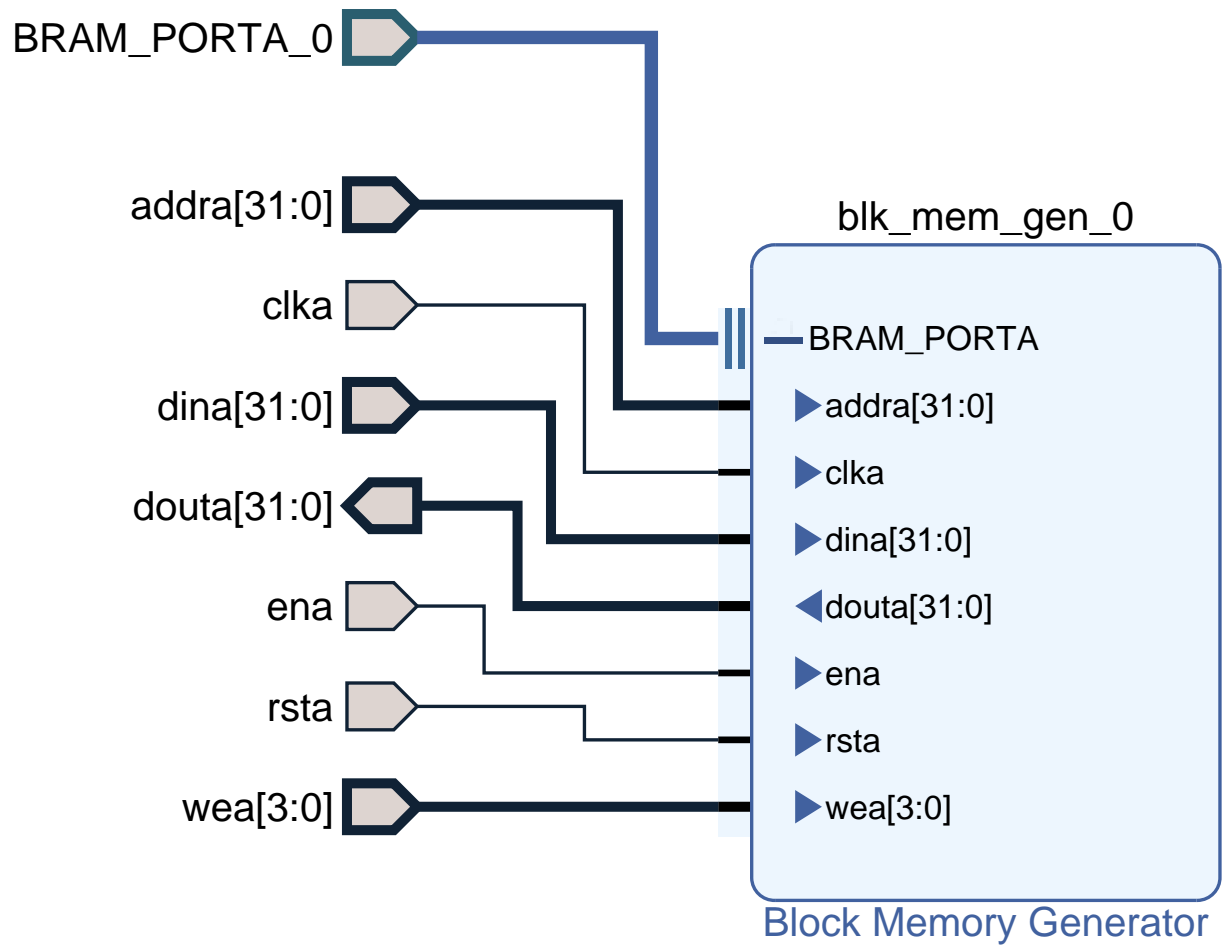 BRAM_PORTA_0
addra[31:0]
clka
dina[31:0]
douta[31:0]
ena
rsta
wea[3:0]
blk_mem_gen_0
BRAM_PORTA
addra[31:0]
clka
dina[31:0]
douta[31:0]
ena
rsta
wea[3:0]
Block Memory Generator